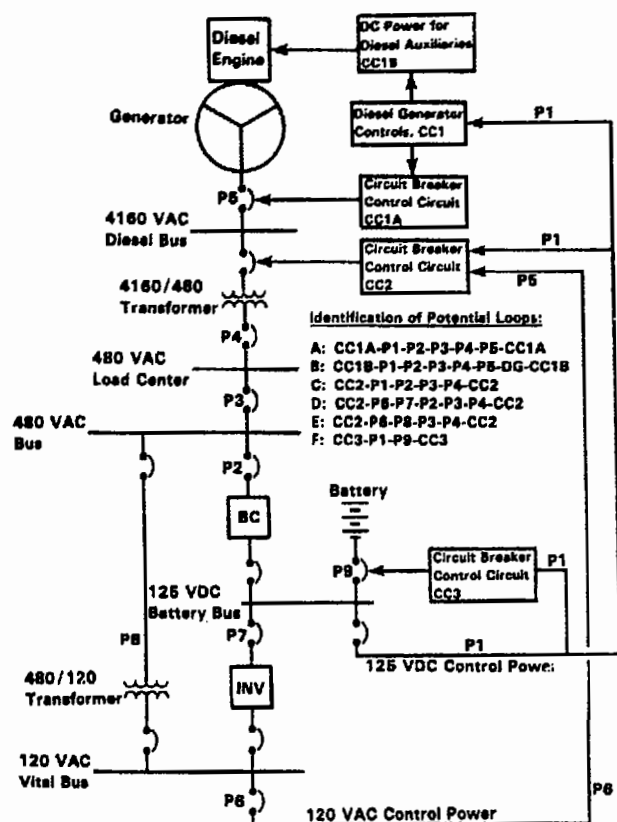 Diesel
Engine
DC Power for
Diesel Auxiliaries
CC1B
Generator
Diesel Generator
Controls, CC1
P1
P5
Circuit Breaker
Control Circuit
CC1A
4160 VAC
Diesel Bus
Circuit Breaker
Control Circuit
CC2
P1
P5
4160/480
Transformer
P4
Identification of Potential Loops:
A: CC1A-P1-P2-P3-P4-P5-CC1A
B: CC1B-P1-P2-P3-P4-P5-DG-CC1B
C: CC2-P1-P2-P3-P4-CC2
D: CC2-P6-P7-P2-P3-P4-CC2
E: CC2-P6-P8-P3-P4-CC2
F: CC3-P1-P9-CC3
480 VAC
Load Center
P3
480 VAC
Bus
P2
BC
Battery
P9
Circuit Breaker
Control Circuit
CC3
P1
125 VDC
Battery Bus
P7
P8
P1
125 VDC Control Power
480/120
Transformer
INV
120 VAC
Vital Bus
P6
P6
120 VAC Control Power